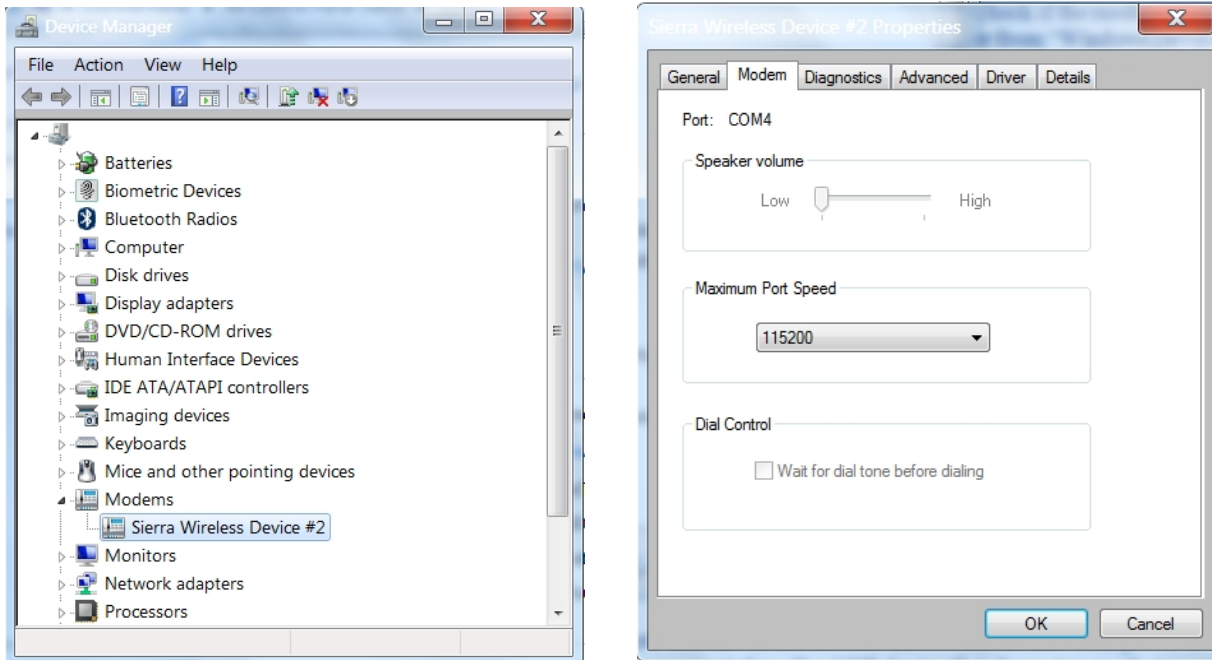 Device Manager
File Action View Help
Batteries
Biometric Devices
Bluetooth Radios
Computer
Disk drives
Display adapters
DVD/CD-ROM drives
Human Interface Devices
IDE ATA/ATAPI controllers
Imaging devices
Keyboards
Mice and other pointing devices
Modems
Sierra Wireless Device #2
Monitors
Network adapters
Processors
Sierra Wireless Device #2 Properties
General Modem Diagnostics Advanced Driver Details
Port: COM4
Speaker volume
Low High
Maximum Port Speed
115200
Dial Control
Wait for dial tone before dialing
OK Cancel